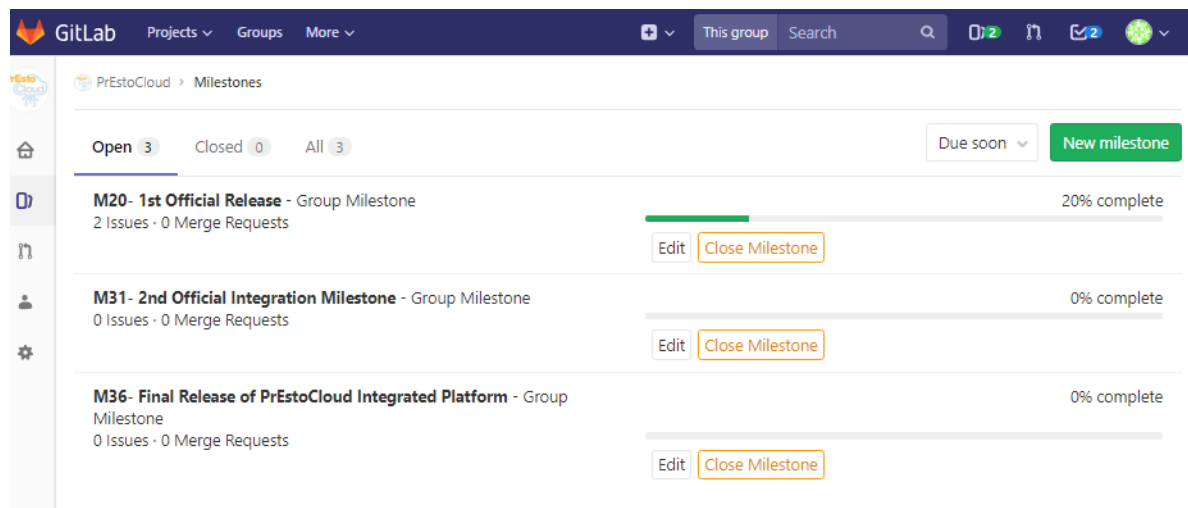 GitLab Projects Groups More This group Search 2 2
PrEsto
Cloud
PrEstoCloud > Milestones
Open 3 Closed 0 All 3 Due soon New milestone
M20- 1st Official Release - Group Milestone 20% complete
2 Issues · 0 Merge Requests
Edit Close Milestone
M31- 2nd Official Integration Milestone - Group Milestone 0% complete
0 Issues · 0 Merge Requests
Edit Close Milestone
M36- Final Release of PrEstoCloud Integrated Platform - Group 0% complete
Milestone
0 Issues · 0 Merge Requests
Edit Close Milestone